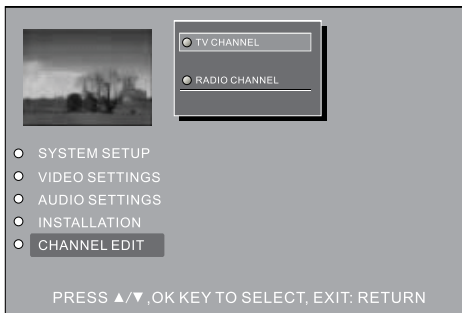 TV CHANNEL
RADIO CHANNEL
SYSTEM SETUP
VIDEO SETTINGS
AUDIO SETTINGS
INSTALLATION
CHANNEL EDIT
PRESS ▲/▼ ,OK KEY TO SELECT, EXIT: RETURN